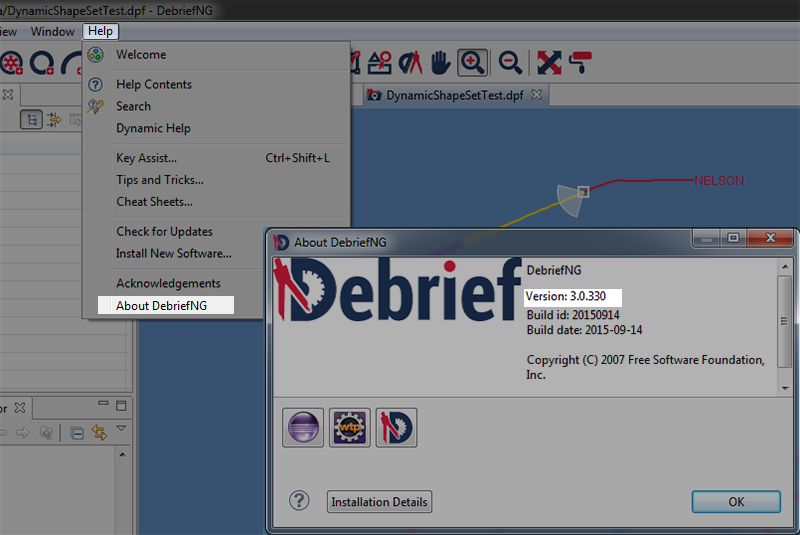 a/DynamicShapeSetTest.dpf - DebriefNG
iew Window Help
Welcome
Help Contents
Search
Dynamic Help
Key Assist... Ctrl+Shift+L
Tips and Tricks...
Cheat Sheets...
Check for Updates
Install New Software...
Acknowledgements
About DebriefNG
DynamicShapeSetTest.dpf
NELSON
About DebriefNG
Debrief
DebriefNG
Version: 3.0.330
Build id: 20150914
Build date: 2015-09-14
Copyright (C) 2007 Free Software Foundation,
Inc.
or
wtp
Installation Details
OK